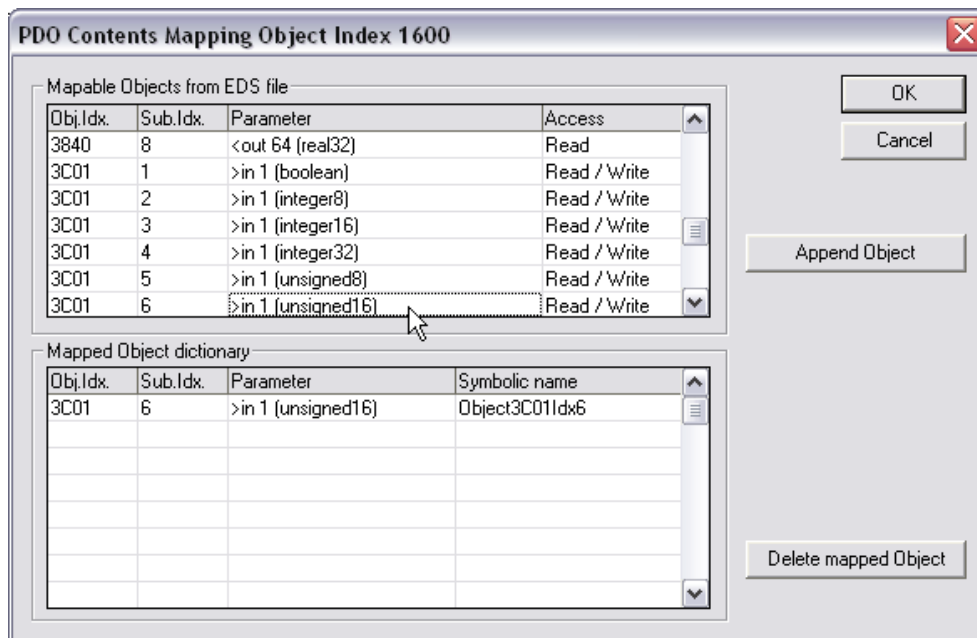 PDO Contents Mapping Object Index 1600
Mapable Objects from EDS file
Obj.Idx. Sub.Idx. Parameter Access
3840 8 <out 64 (real32) Read
3C01 1 >in 1 (boolean) Read / Write
3C01 2 >in 1 (integer8) Read / Write
3C01 3 >in 1 (integer16) Read / Write
3C01 4 >in 1 (integer32) Read / Write
3C01 5 >in 1 (unsigned8) Read / Write
3C01 6 >in 1 (unsigned16) Read / Write
OK
Cancel
Append Object
Mapped Object dictionary
Obj.Idx. Sub.Idx. Parameter Symbolic name
3C01 6 >in 1 (unsigned16) Object3C01Idx6
Delete mapped Object